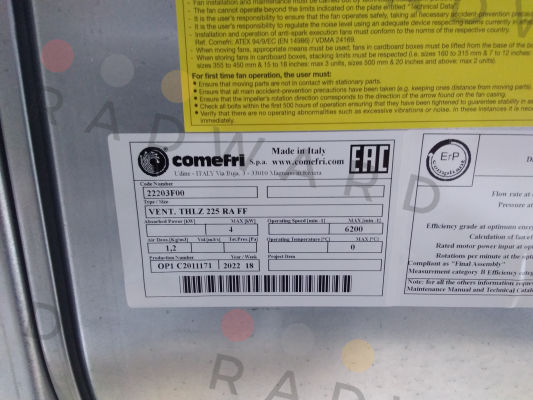 - Fan installation and maintenance must be carried out by
- The fan cannot operate beyond the limits indicated on the plate entitled "Technical Data".
- It is the user's responsibility to ensure that the fan operates safely, taking all necessary accident-prevention precautions
- It is the user's responsibility to verify the noise level using an adequate device respecting current
- Installation and operation of anti-spark execution fans must conform to the norms of the respective country.
Ref. Comefri: ATEX 94/9/EC (EN 14986) / VDMA 24169.
- When moving fans, appropriate means must be used; fans in cardboard boxes must be lifted from the base of the box
- When storing fans in cardboard boxes, stacking limits must be respected (i.e. sizes 160 to 315 mm & 7 to 12 inches:
sizes 350 to 450 mm & 15 to 18 inches: max 3 units, sizes 500 mm & 20 inches and above: max 2 units).
For first time fan operation, the user must:
Ensure that moving parts are not in contact with stationary parts.
Ensure that all main accident-prevention precautions have been taken (e.g. keeping ones distance from moving parts)
Ensure that the impeller's rotation direction corresponds to the direction of the arrow found on the fan casing.
Check all bolts within the first 500 hours of operation ensuring that they have been tightened to guarantee stability in
Verify that there are no operating abnormalities such as excessive vibrations or noise. In these instances it is
immediately.
comeFri s.p.a. Made in Italy
www.comefri.com
EAC
Udine - ITALY Via Buja, 3 - 33010 Magnano in Riviera
ErP
compliant
Code Number
22203F00
Type / Size
VENT. THLZ 225 RA FF
Absorbed Power [kW] MAX [kW] Operating Speed [min -1] MAX [min -1]
4 6200
Air Dens.[Kg/m3] Vol.[m3/s] Tot.Pres.[Pa] Operating Temperature [°C] MAX [°C]
1,2 0
Production Number Year / Week Project Item
OP1 C2011171 2022 18
Flow rate at
Pressure at
Efficiency grade at optimum
Calculation of
Rated motor power input at
Rotations per minute at the
Compliant as "Final Assembly"
Measurement category B Efficiency
Note: for all the others information
Maintenance Manual and Technical
RADWARD
RADWARD